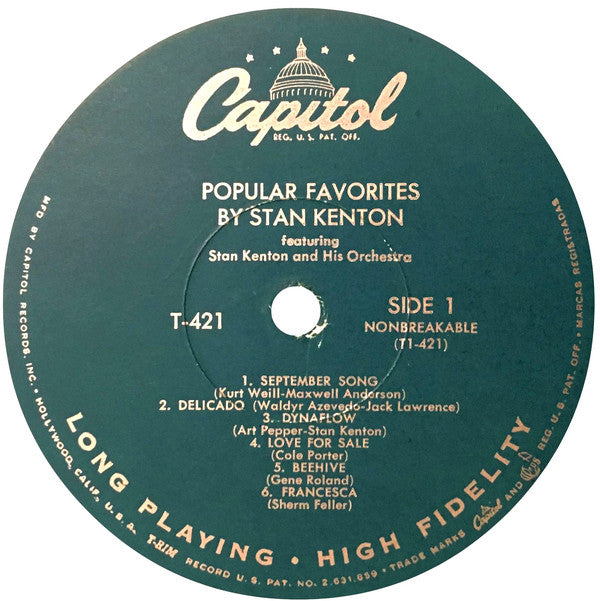 Capitol
REG. U. S. PAT. OFF.
POPULAR FAVORITES
BY STAN KENTON
featuring
Stan Kenton and His Orchestra
T-421
SIDE 1
NONBREAKABLE
(T1-421)
1. SEPTEMBER SONG
(Kurt Weill-Maxwell Anderson)
2. DELICADO (Waldyr Azevedo-Jack Lawrence)
3. DYNAFLOW
(Art Pepper-Stan Kenton)
4. LOVE FOR SALE
(Cole Porter)
5. BEEHIVE
(Gene Roland)
6. FRANCESCA
(Sherm Feller)
LONG PLAYING • HIGH FIDELITY
MFD BY CAPITOL RECORDS, INC. • HOLLYWOOD, CALIF., U. S. A. T-RIM RECORD U.S. PAT. NO. 2,631,859 • TRADE MARKS Capitol AND REG. U.S. PAT. OFF. • MARCAS REGISTRADAS